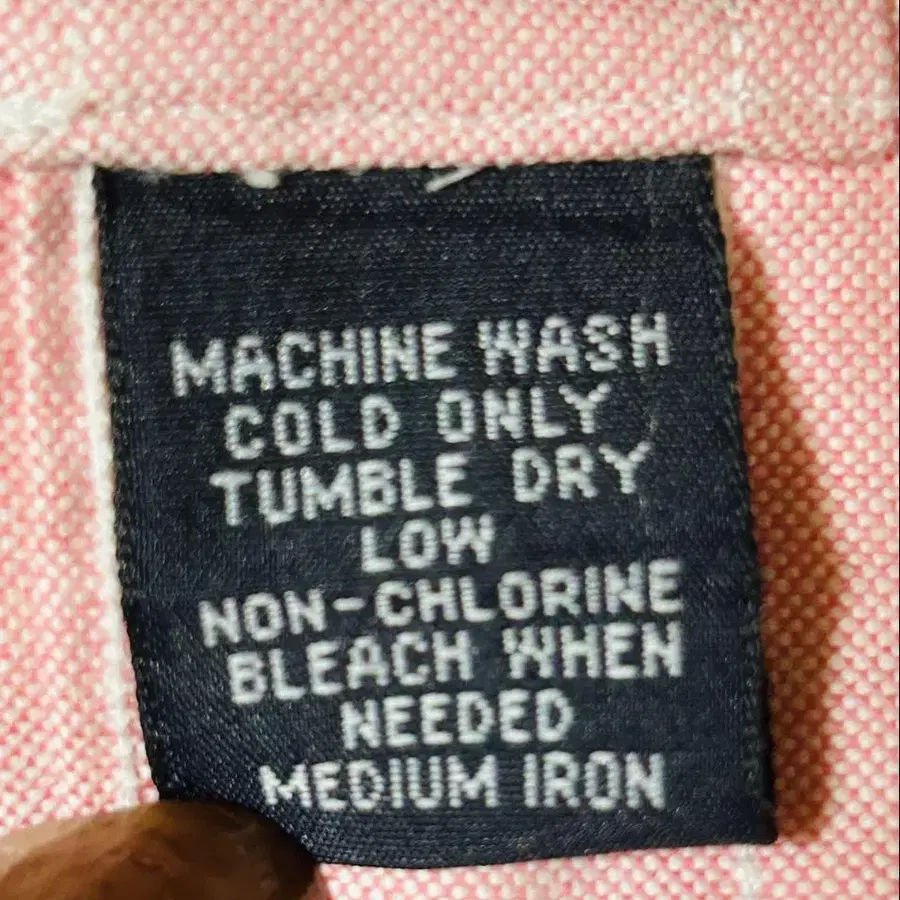 MACHINE WASH
COLD ONLY
TUMBLE DRY
LOW
NON-CHLORINE
BLEACH WHEN
NEEDED
MEDIUM IRON